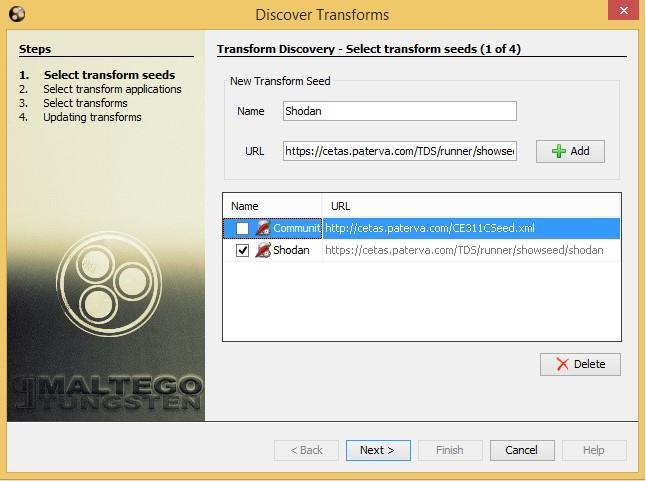 Discover Transforms
Steps
1. Select transform seeds
2. Select transform applications
3. Select transforms
4. Updating transforms
Transform Discovery - Select transform seeds (1 of 4)
New Transform Seed
Name Shodan
URL https://cetas.paterva.com/TDS/runner/showsee Add
Name URL
Communit http://cetas.paterva.com/CE311CSeed.xml
Shodan https://cetas.paterva.com/TDS/runner/showseed/shodan
Delete
MALTEGO
TUNGSTEN
< Back Next > Finish Cancel Help